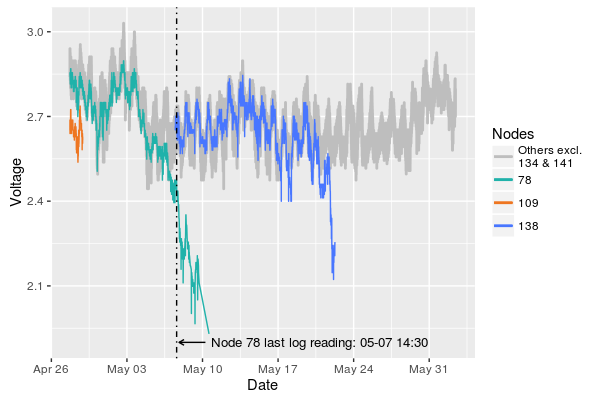 3.0
2.7
2.4
2.1
Voltage
Node 78 last log reading: 05-07 14:30
Apr 26
May 03
May 10
May 17
May 24
May 31
Date
Nodes
Others excl.
134 & 141
78
109
138